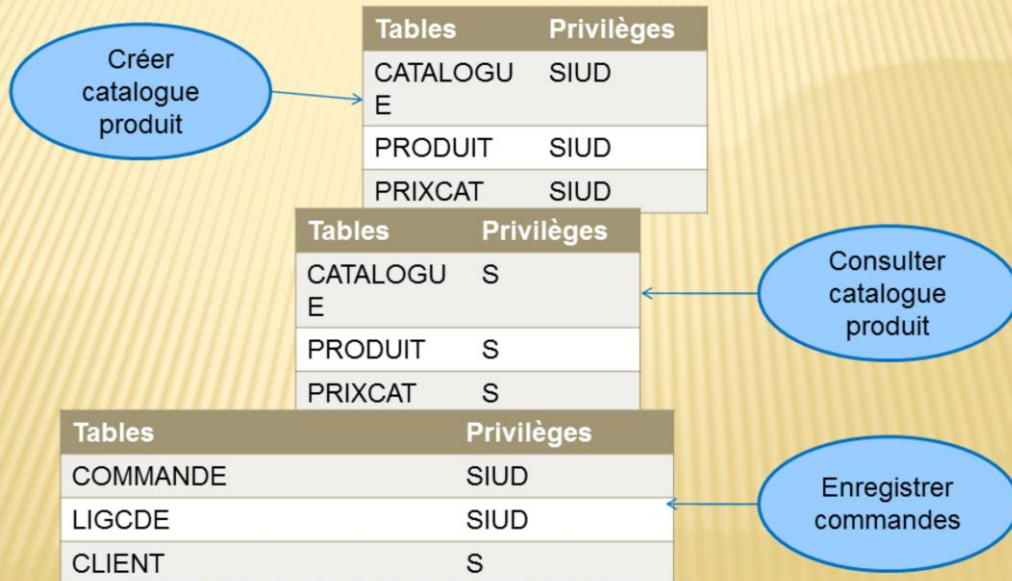 Créer
catalogue
produit
Tables Privilèges
CATALOGU SIUD
E
PRODUIT SIUD
PRIXCAT SIUD
Tables Privilèges
CATALOGU S
E
PRODUIT S
PRIXCAT S
Consulter
catalogue
produit
Tables Privilèges
COMMANDE SIUD
LIGCDE SIUD
CLIENT S
Enregistrer
commandes